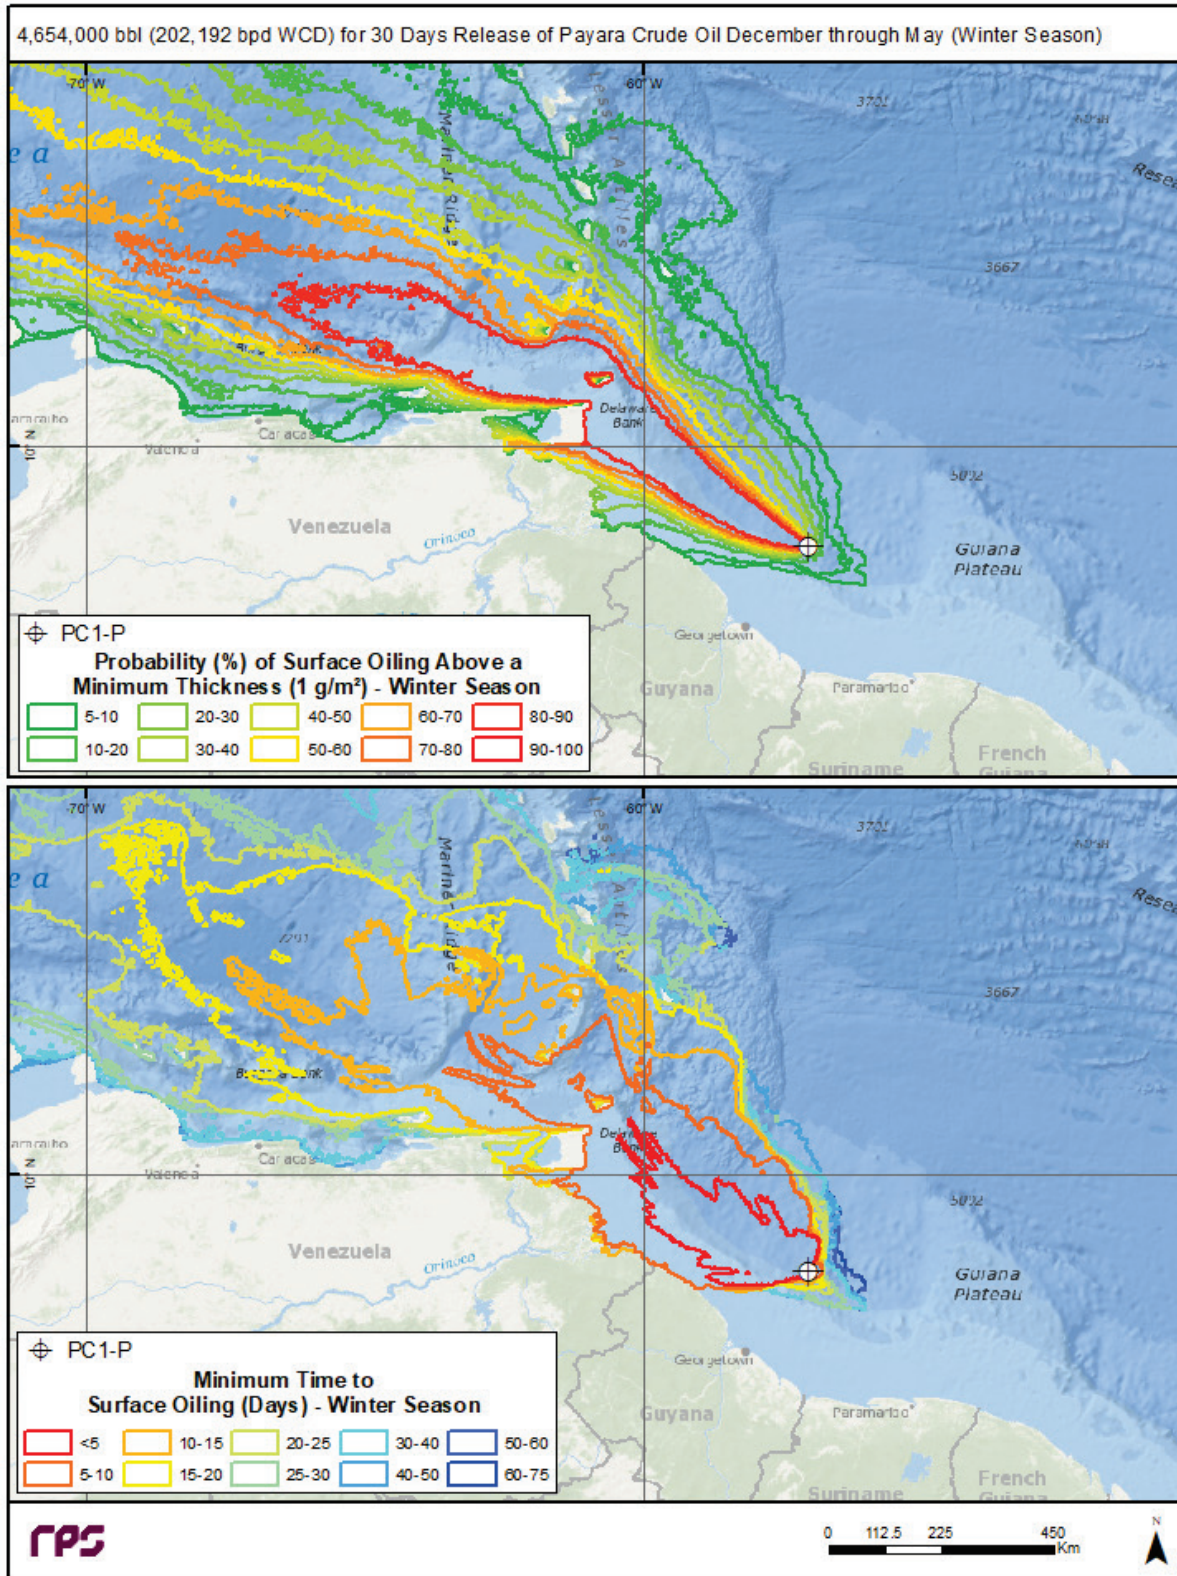 4,654,000 bbl (202,192 bpd WCD) for 30 Days Release of Payara Crude Oil December through May (Winter Season)
-70° W
-60° W
3701
Lesser Antilles
e a
3667
10° N
Caracas
Valencia
Delaware
Bank
5092
Venezuela
Orinoco
Guiana
Plateau
Georgetown
Guyana
Paramaribo
Suriname
French
Guiana
PC1-P
Probability (%) of Surface Oiling Above a
Minimum Thickness (1 g/m²) - Winter Season
5-10 20-30 40-50 60-70 80-90
10-20 30-40 50-60 70-80 90-100
-70° W
-60° W
3701
e a
3667
10° N
Caracas
Valencia
Delaware
Bank
5092
Venezuela
Orinoco
Guiana
Plateau
Georgetown
Guyana
Paramaribo
Suriname
French
Guiana
PC1-P
Minimum Time to
Surface Oiling (Days) - Winter Season
<5 10-15 20-25 30-40 50-60
5-10 15-20 25-30 40-50 60-75
rps
0 112.5 225 450
Km
N